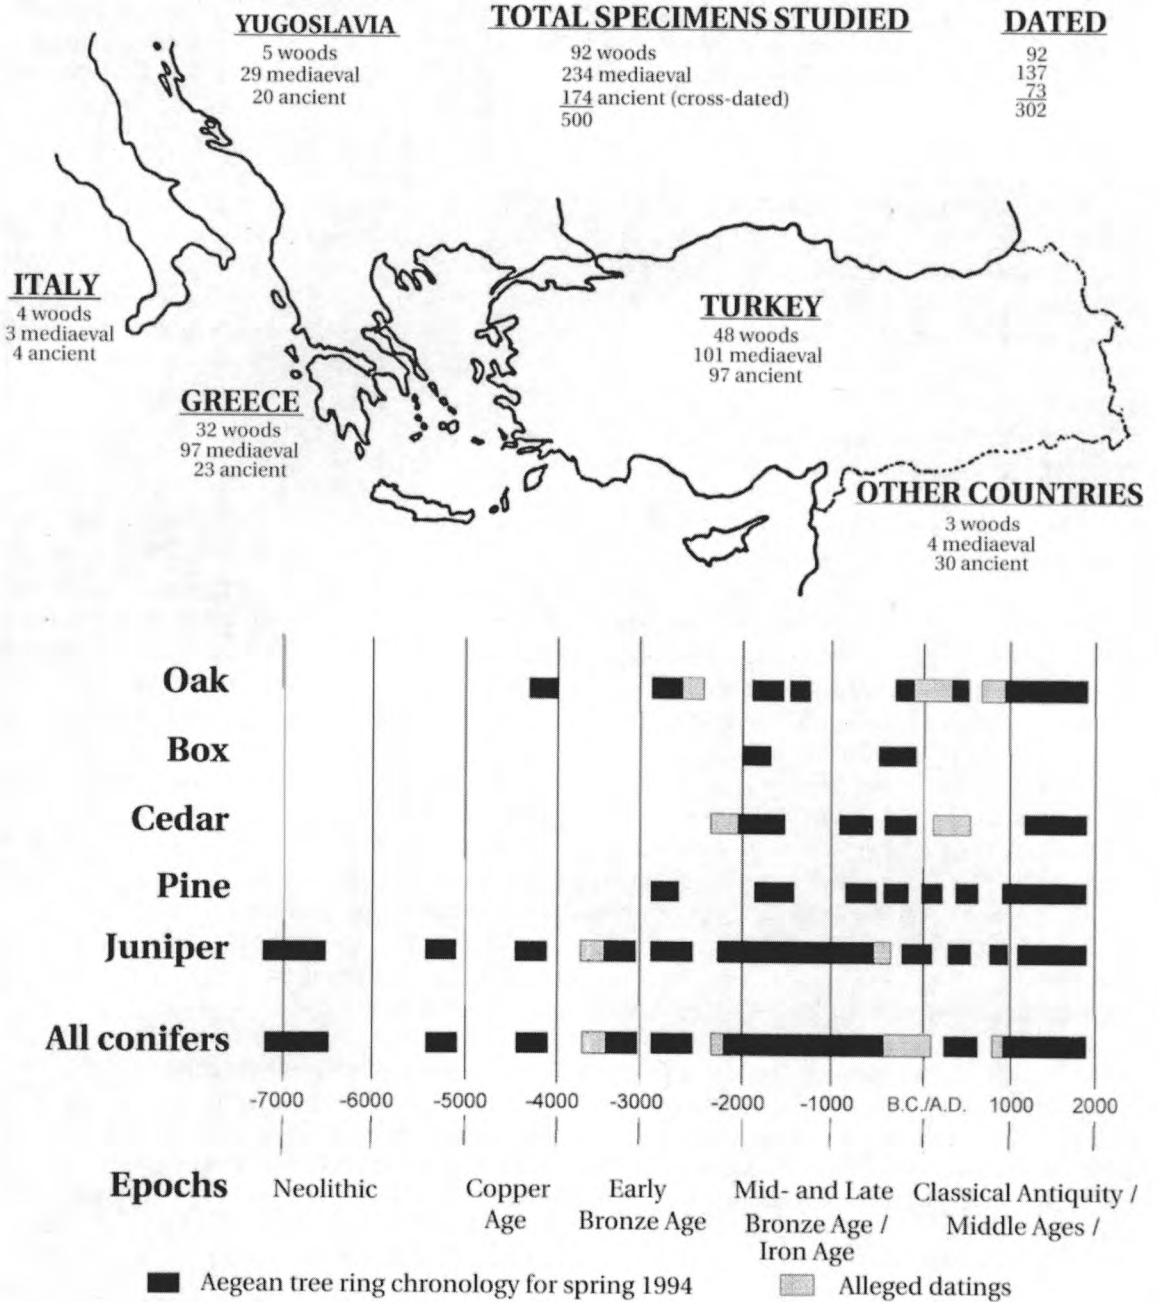 YUGOSLAVIA
5 woods
29 mediaeval
20 ancient
TOTAL SPECIMENS STUDIED
92 woods
234 mediaeval
174 ancient (cross-dated)
500
DATED
92
137
73
302
ITALY
4 woods
3 mediaeval
4 ancient
GREECE
32 woods
97 mediaeval
23 ancient
TURKEY
48 woods
101 mediaeval
97 ancient
OTHER COUNTRIES
3 woods
4 mediaeval
30 ancient
Oak
Box
Cedar
Pine
Juniper
All conifers
-7000 -6000 -5000 -4000 -3000 -2000 -1000 B.C./A.D. 1000 2000
Epochs Neolithic Copper Early Mid- and Late Classical Antiquity /
Age Bronze Age Bronze Age / Middle Ages /
Iron Age
Aegean tree ring chronology for spring 1994 Alleged datings